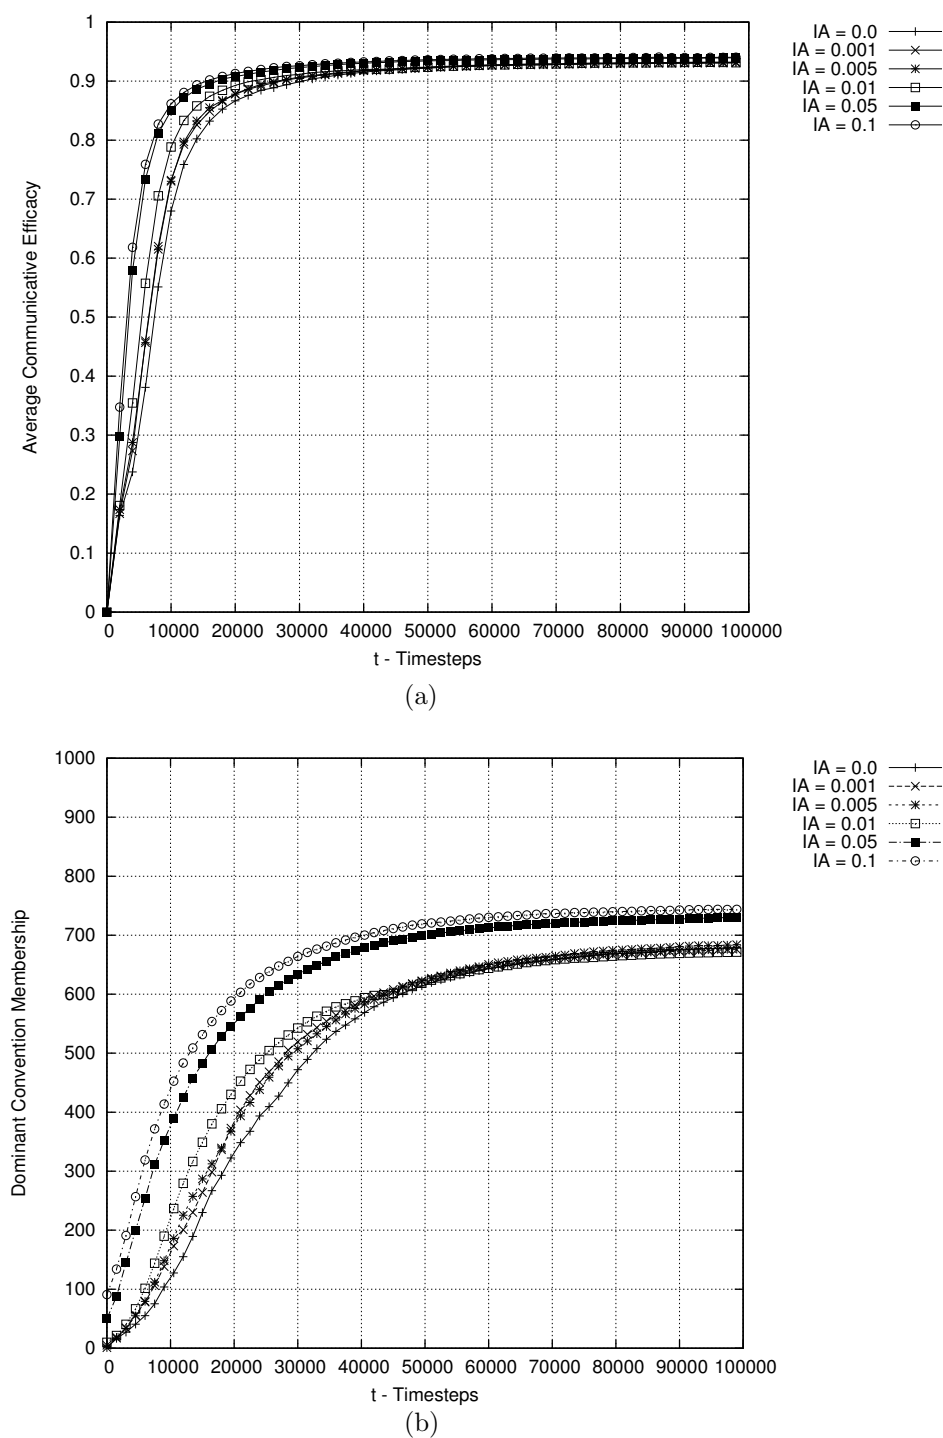 1
0.9
0.8
0.7
0.6
0.5
0.4
0.3
0.2
0.1
0
Average Communicative Efficacy
0 10000 20000 30000 40000 50000 60000 70000 80000 90000 100000
t - Timesteps
IA = 0.0
IA = 0.001
IA = 0.005
IA = 0.01
IA = 0.05
IA = 0.1
(a)
1000
900
800
700
600
500
400
300
200
100
0
Dominant Convention Membership
0 10000 20000 30000 40000 50000 60000 70000 80000 90000 100000
t - Timesteps
IA = 0.0
IA = 0.001
IA = 0.005
IA = 0.01
IA = 0.05
IA = 0.1
(b)